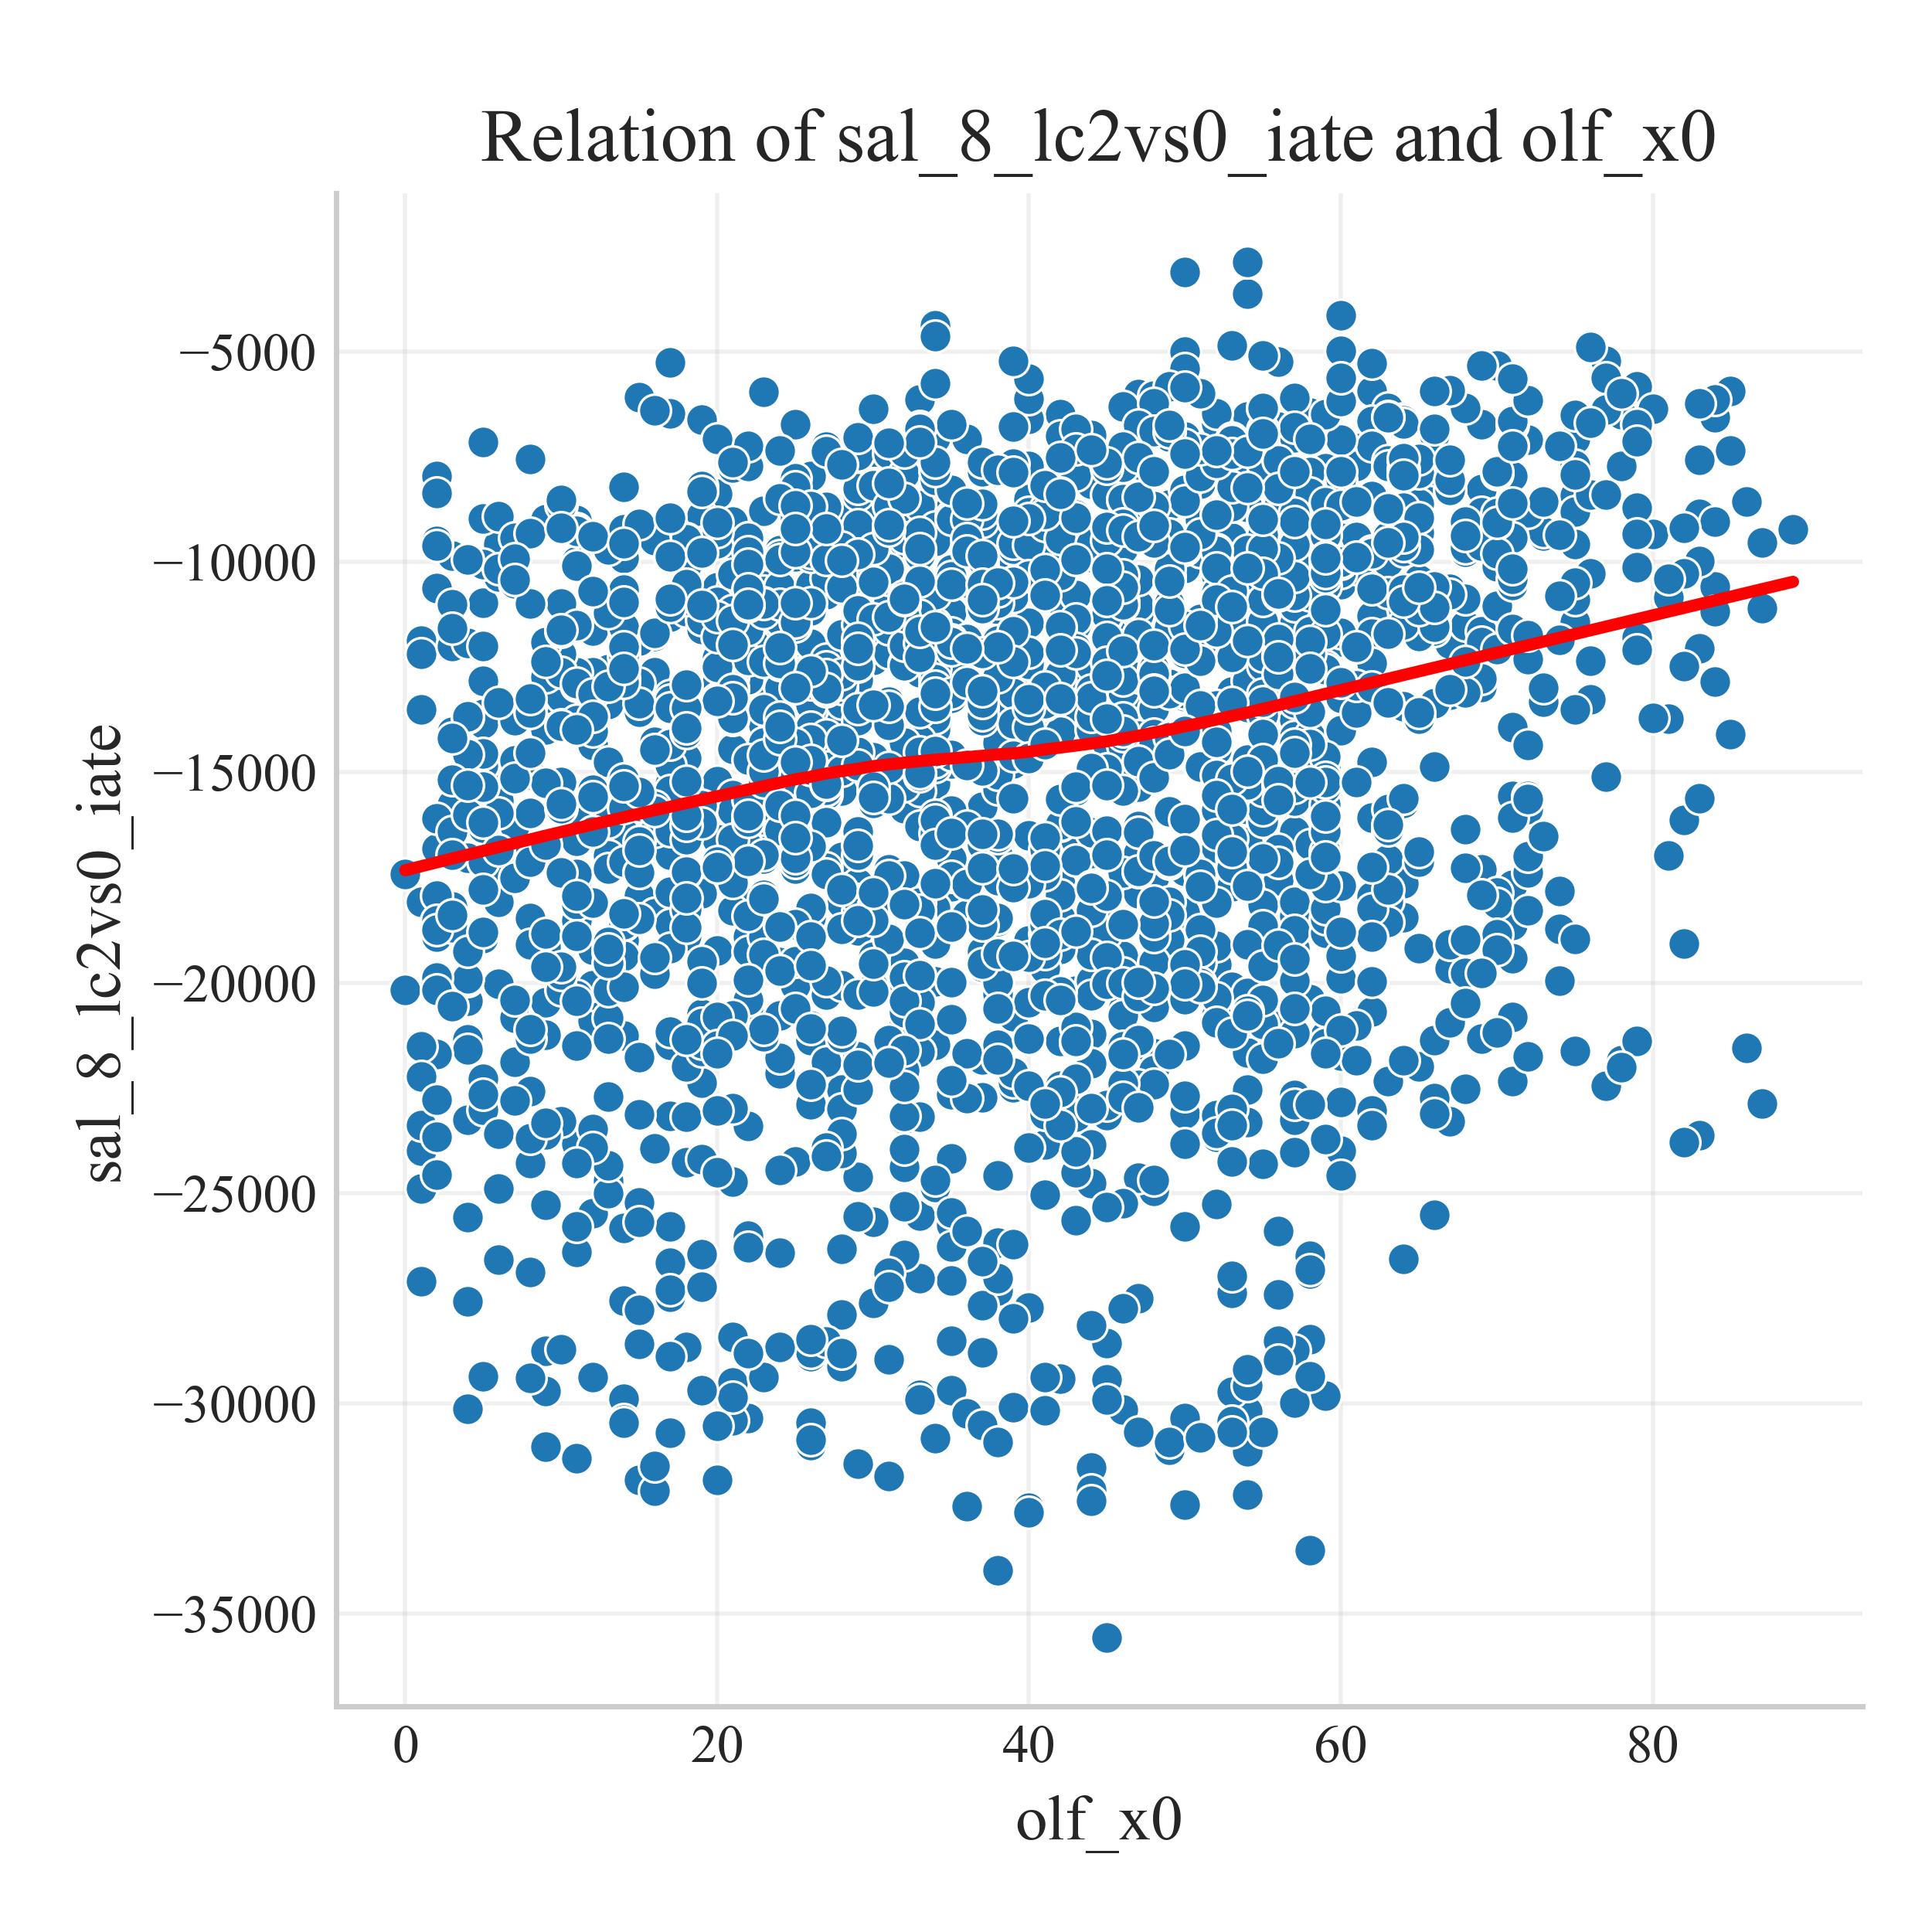 Relation of sal_8_lc2vs0_iate and olf_x0
sal_8_lc2vs0_iate
−5000
−10000
−15000
−20000
−25000
−30000
−35000
0 20 40 60 80
olf_x0